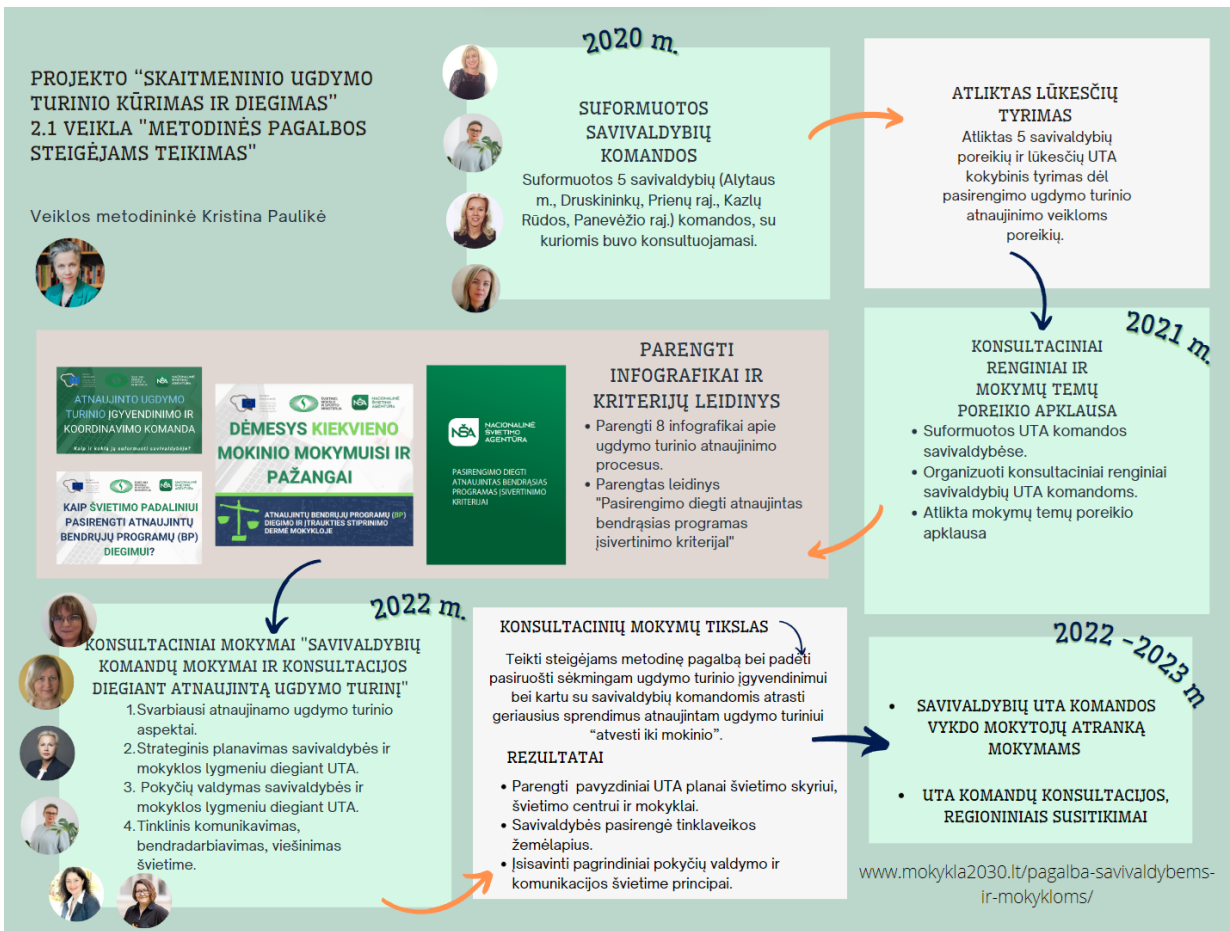 PROJEKTO "SKAITMENINIO UGDYMO
TURINIO KŪRIMAS IR DIEGIMAS"
2.1 VEIKLA "METODINĖS PAGALBOS
STEIGĖJAMS TEIKIMAS"
Veiklos metodininkė Kristina Paulikė
2020 m.
SUFORMUOTOS
SAVIVALDYBIŲ
KOMANDOS
Suformuotos 5 savivaldybių (Alytaus
m., Druskininkų, Prienų raj., Kazlų
Rūdos, Panevėžio raj.) komandos, su
kuriomis buvo konsultuojamasi.
ATLIKTAS LŪKESČIŲ
TYRIMAS
Atliktas 5 savivaldybių
poreikių ir lūkesčių UTA
kokybinis tyrimas dėl
pasirengimo ugdymo turinio
atnaujinimo veikloms
poreikių.
2021 m.
KONSULTACINIAI
RENGINIAI IR
MOKYMŲ TEMŲ
POREIKIO APKLAUSA
• Suformuotos UTA komandos
savivaldybėse.
• Organizuoti konsultaciniai renginiai
savivaldybių UTA komandoms.
• Atlikta mokymų temų poreikio
apklausa
ATNAUJINTO UGDYMO
TURINIO ĮGYVENDINIMO IR
KOORDINAVIMO KOMANDA
Kaip ir kokią ją suformuoti savivaldybėje?
KAIP ŠVIETIMO PADALINIUI
PASIRENGTI ATNAUJINTŲ
BENDRŲJŲ PROGRAMŲ (BP)
DIEGIMUI?
NŠA NACIONALINĖ
ŠVIETIMO
AGENTŪRA
DĖMESYS KIEKVIENO
MOKINIO MOKYMUISI IR
PAŽANGAI
ATNAUJINTŲ BENDRŲJŲ PROGRAMŲ (BP)
DIEGIMO IR ĮTRAUKTIES STIPRINIMO
DERMĖ MOKYKLOJE
NŠA NACIONALINĖ
ŠVIETIMO
AGENTŪRA
PASIRENGIMO DIEGTI
ATNAUJINTAS BENDRĄSIAS
PROGRAMAS ĮSIVERTINIMO
KRITERIJAI
PARENGTI
INFOGRAFIKAI IR
KRITERIJŲ LEIDINYS
• Parengti 8 infografikai apie
ugdymo turinio atnaujinimo
procesus.
• Parengtas leidinys
"Pasirengimo diegti atnaujintas
bendrąsias programas
įsivertinimo kriterijal"
2022 m.
KONSULTACINIAI MOKYMAI "SAVIVALDYBIŲ
KOMANDŲ MOKYMAI IR KONSULTACIJOS
DIEGIANT ATNAUJINTĄ UGDYMO TURINĮ"
1. Svarbiausi atnaujinamo ugdymo turinio
aspektai.
2. Strateginis planavimas savivaldybės ir
mokyklos lygmeniu diegiant UTA.
3. Pokyčių valdymas savivaldybės ir
mokyklos lygmeniu diegiant UTA.
4. Tinklinis komunikavimas,
bendradarbiavimas, viešinimas
švietime.
KONSULTACINIŲ MOKYMŲ TIKSLAS
Teikti steigėjams metodinę pagalbą bei padėti
pasiruošti sėkmingam ugdymo turinio įgyvendinimui
bei kartu su savivaldybių komandomis atrasti
geriausius sprendimus atnaujintam ugdymo turiniui
“atvesti iki mokinio”.
REZULTATAI
• Parengti pavyzdiniai UTA planai švietimo skyriui,
švietimo centrui ir mokyklai.
• Savivaldybės pasirengė tinklaveikos
žemėlapius.
• Įsisavinti pagrindiniai pokyčių valdymo ir
komunikacijos švietime principai.
2022 -2023 m
• SAVIVALDYBIŲ UTA KOMANDOS
VYKDO MOKYTOJŲ ATRANKĄ
MOKYMAMS
• UTA KOMANDŲ KONSULTACIJOS,
REGIONINIAIS SUSITIKIMAI
www.mokykla2030.lt/pagalba-savivaldybems-
ir-mokykloms/